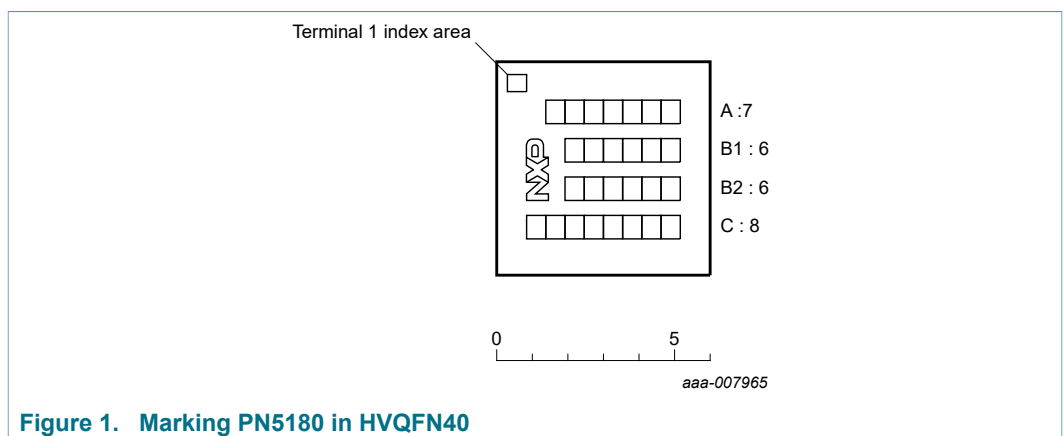 Terminal 1 index area
A :7
B1 : 6
NXP
B2 : 6
C : 8
0 5
aaa-007965
Figure 1. Marking PN5180 in HVQFN40